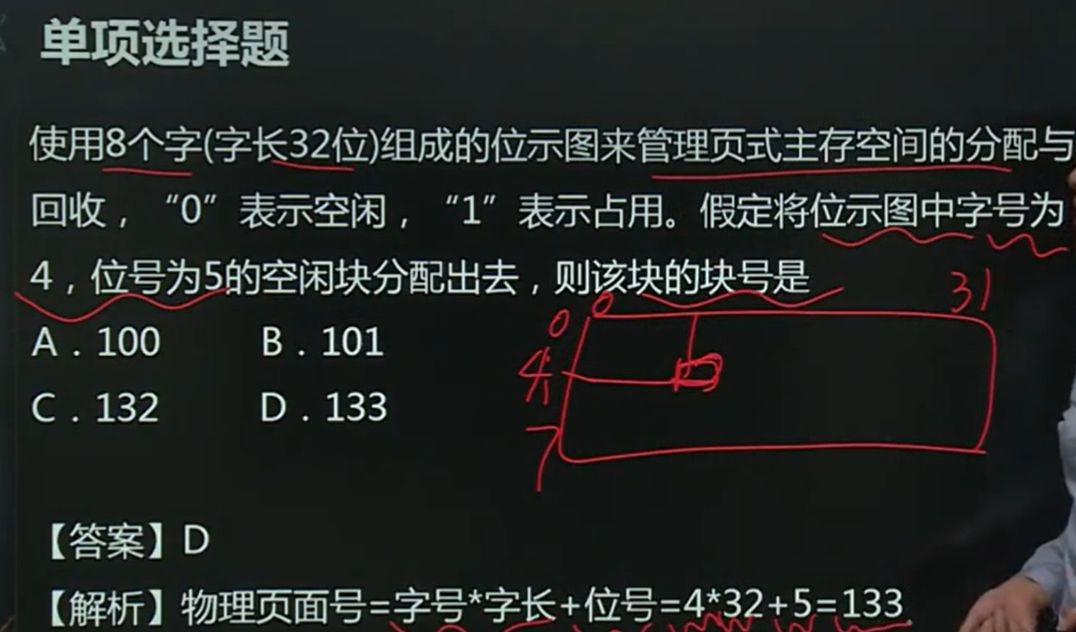 单项选择题
使用8个字(字长32位)组成的位示图来管理页式主存空间的分配与
回收，“0”表示空闲，“1”表示占用。假定将位示图中字号为
4，位号为5的空闲块分配出去，则该块的块号是
0 0 31
A．100 B．101
4
C．132 D．133
7
【答案】D
【解析】物理页面号=字号*字长+位号=4*32+5=133